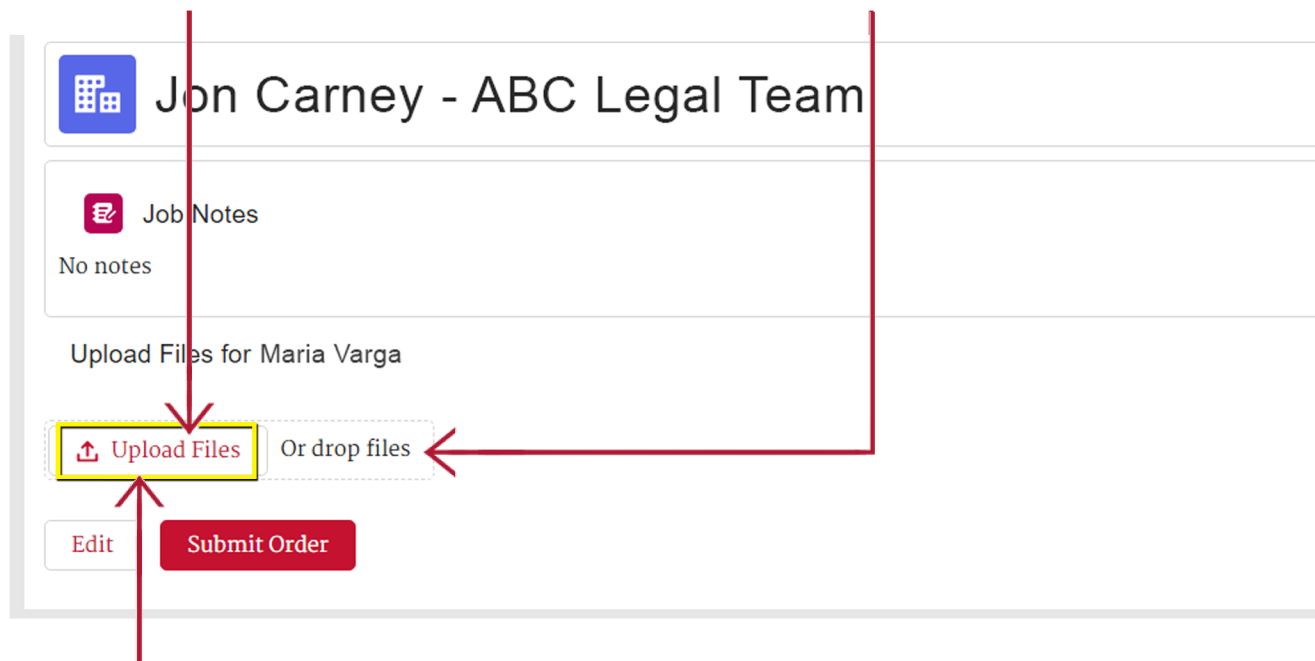 Jon Carney - ABC Legal Team
Job Notes
No notes
Upload Files for Maria Varga
Upload Files Or drop files
Edit Submit Order